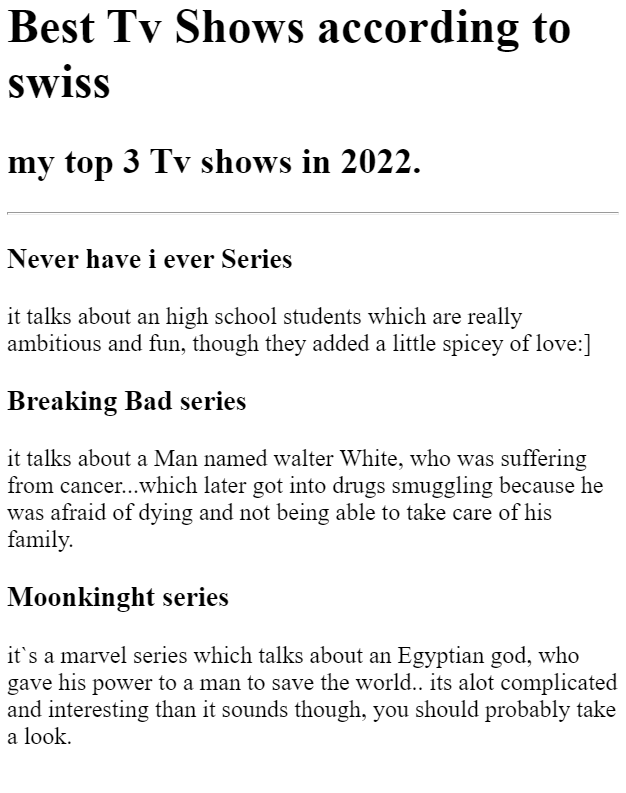 Best Tv Shows according to
swiss
my top 3 Tv shows in 2022.
Never have i ever Series
it talks about an high school students which are really
ambitious and fun, though they added a little spicey of love:]
Breaking Bad series
it talks about a Man named walter White, who was suffering
from cancer...which later got into drugs smuggling because he
was afraid of dying and not being able to take care of his
family.
Moonkinght series
it`s a marvel series which talks about an Egyptian god, who
gave his power to a man to save the world.. its alot complicated
and interesting than it sounds though, you should probably take
a look.